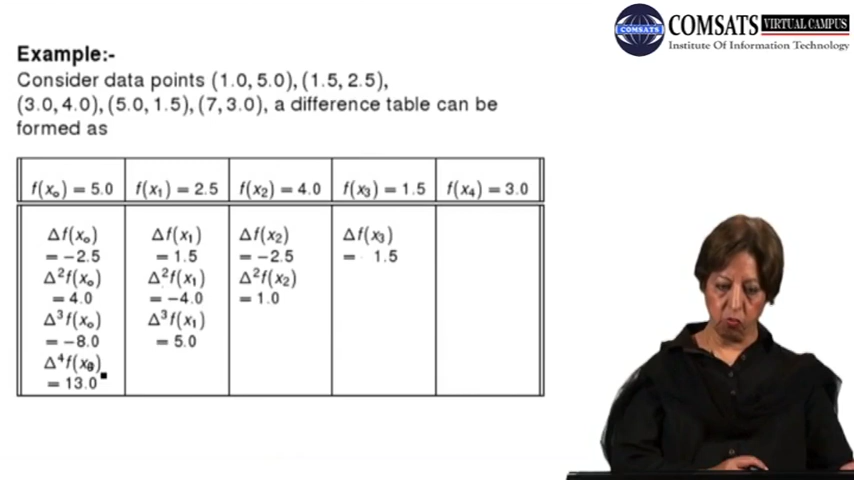 COMSATS VIRTUAL CAMPUS
COMSATS
Institute Of Information Technology
Example:-
Consider data points (1.0, 5.0), (1.5, 2.5),
(3.0, 4.0), (5.0, 1.5), (7, 3.0), a difference table can be
formed as
f(x₀) = 5.0 f(x₁) = 2.5 f(x₂) = 4.0 f(x₃) = 1.5 f(x₄) = 3.0
Δf(x₀) Δf(x₁) Δf(x₂) Δf(x₃)
= −2.5 = 1.5 = −2.5 = 1.5
Δ²f(x₀) Δ²f(x₁) Δ²f(x₂)
= 4.0 = −4.0 = 1.0
Δ³f(x₀) Δ³f(x₁)
= −8.0 = 5.0
Δ⁴f(x₀)
= 13.0